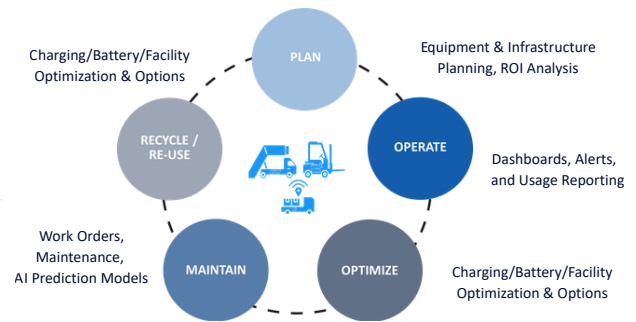 PLAN
Equipment & Infrastructure
Planning, ROI Analysis
OPERATE
Dashboards, Alerts,
and Usage Reporting
OPTIMIZE
Charging/Battery/Facility
Optimization & Options
MAINTAIN
Work Orders,
Maintenance,
AI Prediction Models
RECYCLE /
RE-USE
Charging/Battery/Facility
Optimization & Options